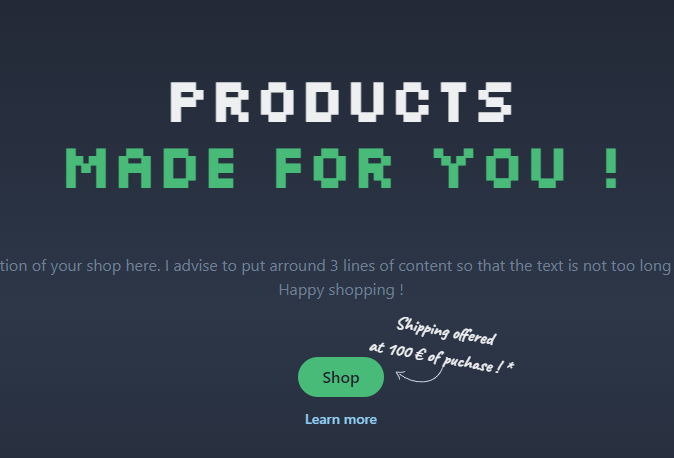 PRODUCTS
MADE FOR YOU !
tion of your shop here. I advise to put arround 3 lines of content so that the text is not too long
Happy shopping !
Shipping offered
at 100 € of puchase ! *
Shop
Learn more